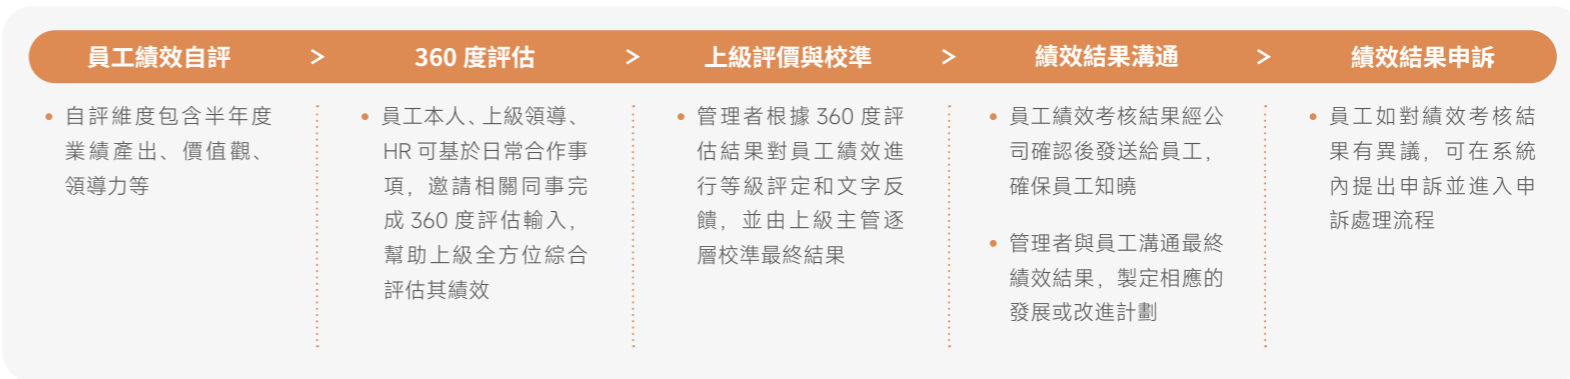 員工績效自評 > 360 度評估 > 上級評價與校準 > 績效結果溝通 > 績效結果申訴
• 自評維度包含半年度
業績產出、價值觀、
領導力等
• 員工本人、上級領導、
HR 可基於日常合作事
項，邀請相關同事完
成 360 度評估輸入，
幫助上級全方位綜合
評估其績效
• 管理者根據 360 度評
估結果對員工績效進
行等級評定和文字反
饋，並由上級主管逐
層校準最終結果
• 員工績效考核結果經公
司確認後發送給員工，
確保員工知曉
• 管理者與員工溝通最終
績效結果，製定相應的
發展或改進計劃
• 員工如對績效考核結
果有異議，可在系統
內提出申訴並進入申
訴處理流程